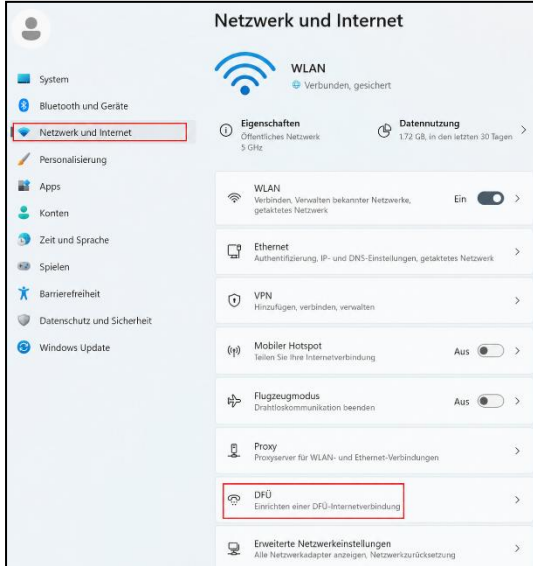 Netzwerk und Internet
WLAN
Verbunden, gesichert
System
Bluetooth und Geräte
Netzwerk und Internet
Personalisierung
Apps
Konten
Zeit und Sprache
Spielen
Barrierefreiheit
Datenschutz und Sicherheit
Windows Update
Eigenschaften
Öffentliches Netzwerk
5 GHz
Datennutzung
1.72 GB, in den letzten 30 Tagen
WLAN
Verbinden, Verwalten bekannter Netzwerke,
getaktetes Netzwerk
Ein
Ethernet
Authentifizierung, IP- und DNS-Einstellungen, getaktetes Netzwerk
VPN
Hinzufügen, verbinden, verwalten
Mobiler Hotspot
Teilen Sie Ihre Internetverbindung
Aus
Flugzeugmodus
Drahtloskommunikation beenden
Aus
Proxy
Proxyserver für WLAN- und Ethernet-Verbindungen
DFÜ
Einrichten einer DFÜ-Internetverbindung
Erweiterte Netzwerkeinstellungen
Alle Netzwerkadapter anzeigen, Netzwerkzurücksetzung